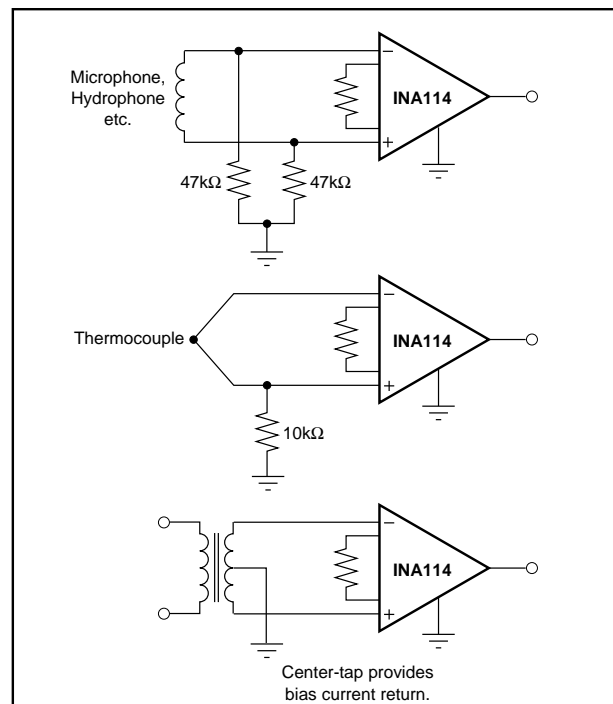 Microphone,
Hydrophone
etc.
−
INA114
+
47kΩ
47kΩ
Thermocouple
−
INA114
+
10kΩ
−
INA114
+
Center-tap provides
bias current return.